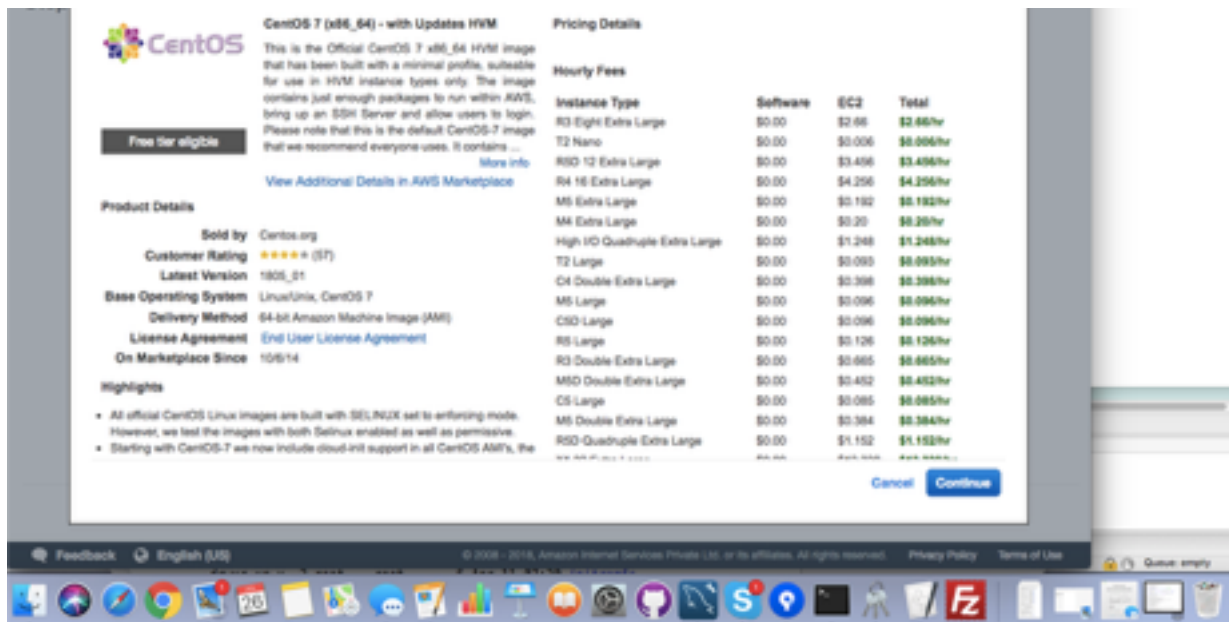 CentOS
Free tier eligible
CentOS 7 (x86_64) - with Updates HVM
This is the Official CentOS 7 x86_64 HVM image
that has been built with a minimal profile, suiteable
for use in HVM instance types only. The image
contains just enough packages to run within AWS,
bring up an SSH Server and allow users to login.
Please note that this is the default CentOS-7 image
that we recommend everyone uses. It contains ...
More info
View Additional Details in AWS Marketplace
Product Details
Sold by Centos.org
Customer Rating (57)
Latest Version 1805_01
Base Operating System Linux/Unix, CentOS 7
Delivery Method 64-bit Amazon Machine Image (AMI)
License Agreement End User License Agreement
On Marketplace Since 10/6/14
Highlights
• All official CentOS Linux images are built with SELINUX set to enforcing mode.
However, we test the images with both Selinux enabled as well as permissive.
• Starting with CentOS-7 we now include cloud-init support in all CentOS AMI's, the
Pricing Details
Hourly Fees
Instance Type Software EC2 Total
R3 Eight Extra Large $0.00 $2.66 $2.66/hr
T2 Nano $0.00 $0.006 $0.006/hr
R5D 12 Extra Large $0.00 $3.456 $3.456/hr
R4 16 Extra Large $0.00 $4.256 $4.256/hr
M5 Extra Large $0.00 $0.192 $0.192/hr
M4 Extra Large $0.00 $0.20 $0.20/hr
High I/O Quadruple Extra Large $0.00 $1.248 $1.248/hr
T2 Large $0.00 $0.093 $0.093/hr
C4 Double Extra Large $0.00 $0.398 $0.398/hr
M5 Large $0.00 $0.096 $0.096/hr
C5D Large $0.00 $0.096 $0.096/hr
R5 Large $0.00 $0.126 $0.126/hr
R3 Double Extra Large $0.00 $0.665 $0.665/hr
M5D Double Extra Large $0.00 $0.452 $0.452/hr
C5 Large $0.00 $0.085 $0.085/hr
M5 Double Extra Large $0.00 $0.384 $0.384/hr
R5D Quadruple Extra Large $0.00 $1.152 $1.152/hr
Cancel Continue
Feedback English (US)
© 2008 - 2018, Amazon Internet Services Private Ltd. or its affiliates. All rights reserved. Privacy Policy Terms of Use
Queue: empty
26